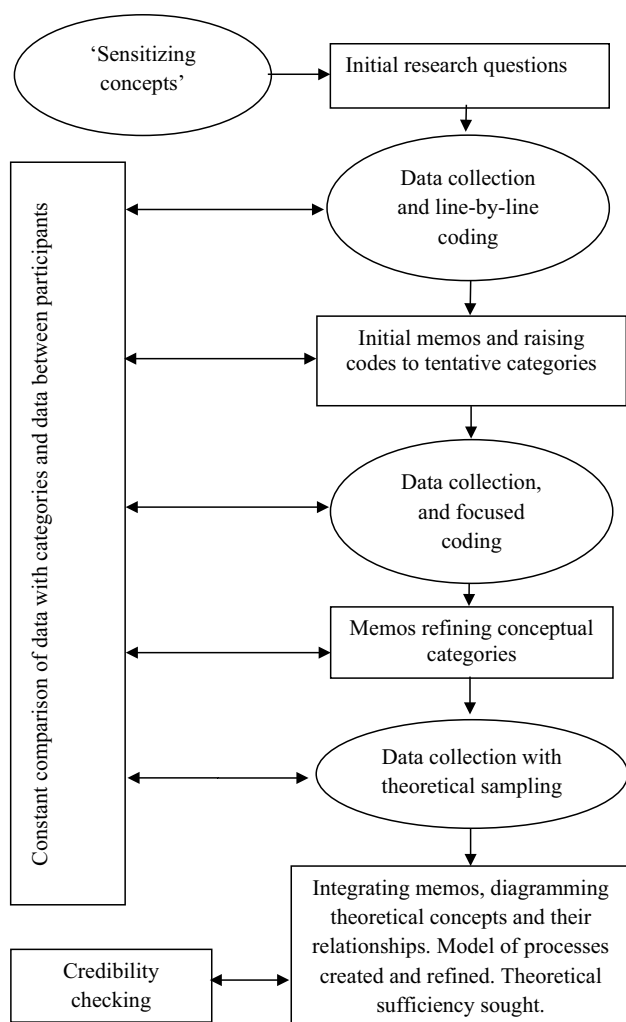 ‘Sensitizing
concepts’
Initial research questions
Data collection
and line-by-line
coding
Constant comparison of data with categories and data between participants
Initial memos and raising
codes to tentative categories
Data collection,
and focused
coding
Memos refining conceptual
categories
Data collection with
theoretical sampling
Integrating memos, diagramming
theoretical concepts and their
relationships. Model of processes
created and refined. Theoretical
sufficiency sought.
Credibility
checking